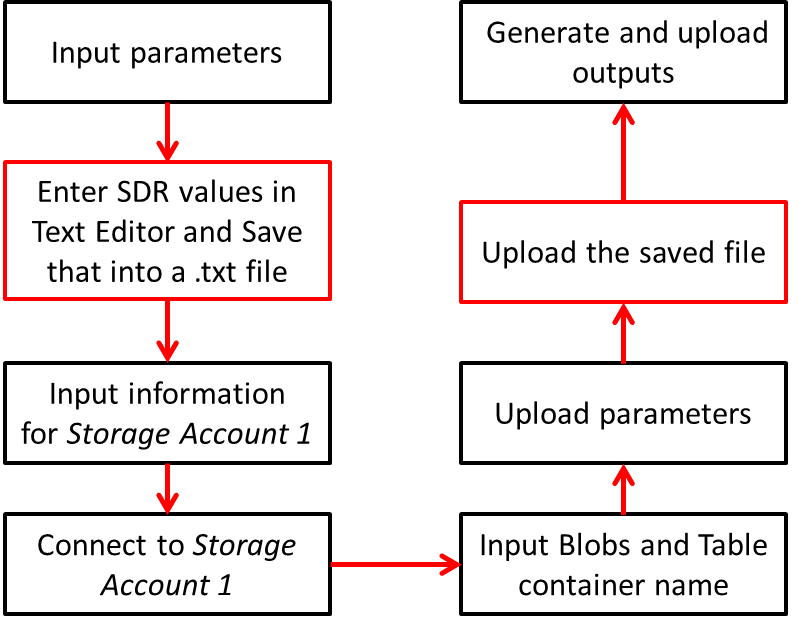 Input parameters
Enter SDR values in
Text Editor and Save
that into a .txt file
Input information
for Storage Account 1
Connect to Storage
Account 1
Input Blobs and Table
container name
Upload parameters
Upload the saved file
Generate and upload
outputs